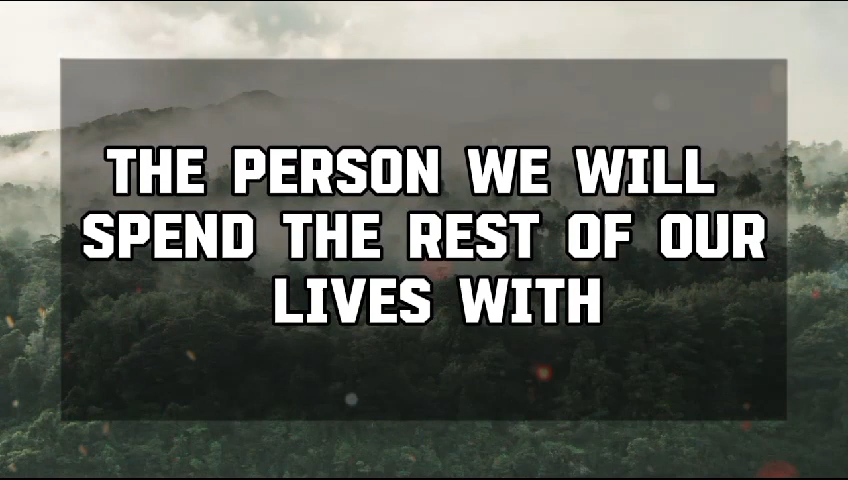 THE PERSON WE WILL
SPEND THE REST OF OUR
LIVES WITH